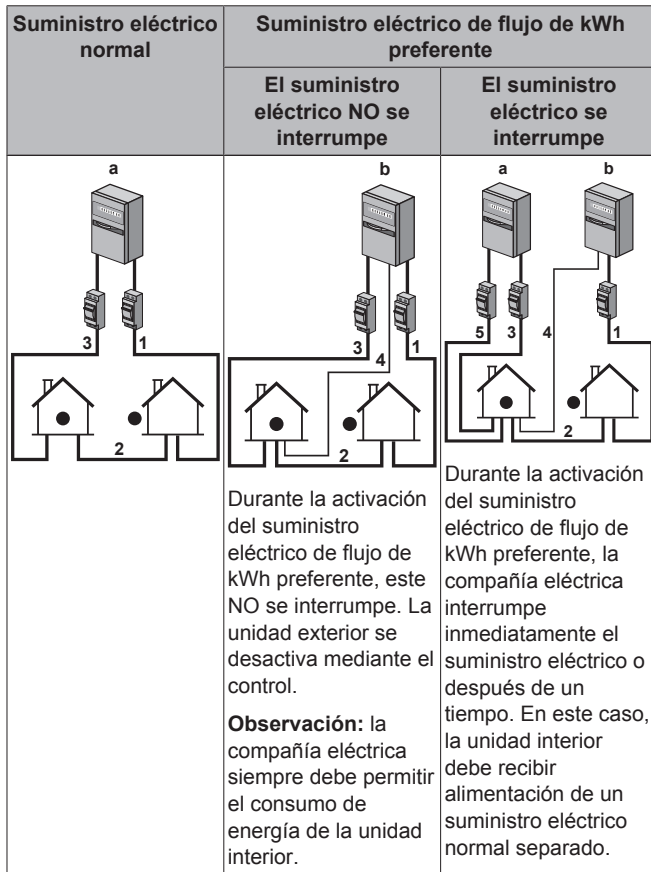 Suministro eléctrico
normal
Suministro eléctrico de flujo de kWh
preferente
El suministro
eléctrico NO se
interrumpe
El suministro
eléctrico se
interrumpe
a
3
1
2
b
3
4
1
2
Durante la activación
del suministro
eléctrico de flujo de
kWh preferente, este
NO se interrumpe. La
unidad exterior se
desactiva mediante el
control.
Observación: la
compañía eléctrica
siempre debe permitir
el consumo de
energía de la unidad
interior.
a
b
5
3
4
1
2
Durante la activación
del suministro
eléctrico de flujo de
kWh preferente, la
compañía eléctrica
interrumpe
inmediatamente el
suministro eléctrico o
después de un
tiempo. En este caso,
la unidad interior
debe recibir
alimentación de un
suministro eléctrico
normal separado.